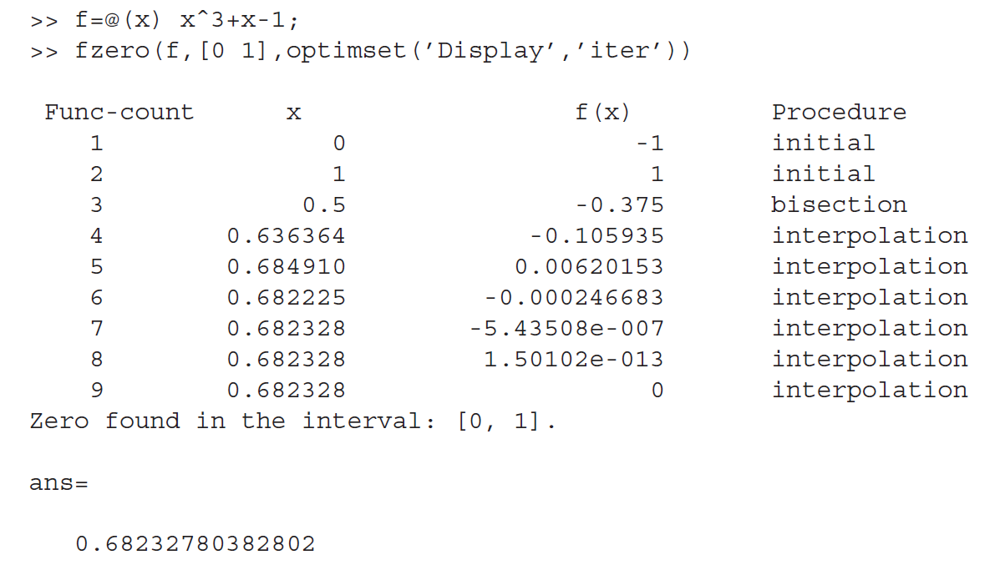 >> f=@(x) x^3+x-1;
>> fzero(f,[0 1],optimset(’Display’,’iter’))
Func-count x f(x) Procedure
1 0 -1 initial
2 1 1 initial
3 0.5 -0.375 bisection
4 0.636364 -0.105935 interpolation
5 0.684910 0.00620153 interpolation
6 0.682225 -0.000246683 interpolation
7 0.682328 -5.43508e-007 interpolation
8 0.682328 1.50102e-013 interpolation
9 0.682328 0 interpolation
Zero found in the interval: [0, 1].
ans=
0.68232780382802